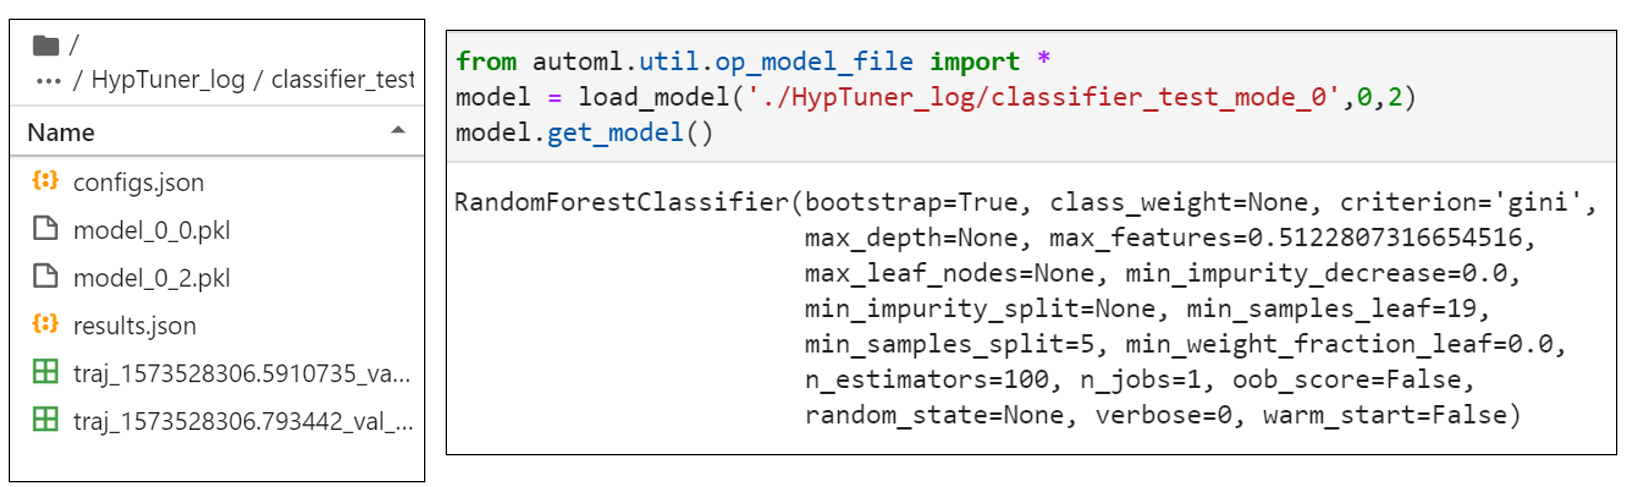 /
... / HypTuner_log / classifier_test
Name
configs.json
model_0_0.pkl
model_0_2.pkl
results.json
traj_1573528306.5910735_va...
traj_1573528306.793442_val_...
from automl.util.op_model_file import *
model = load_model('./HypTuner_log/classifier_test_mode_0',0,2)
model.get_model()
RandomForestClassifier(bootstrap=True, class_weight=None, criterion='gini',
max_depth=None, max_features=0.5122807316654516,
max_leaf_nodes=None, min_impurity_decrease=0.0,
min_impurity_split=None, min_samples_leaf=19,
min_samples_split=5, min_weight_fraction_leaf=0.0,
n_estimators=100, n_jobs=1, oob_score=False,
random_state=None, verbose=0, warm_start=False)